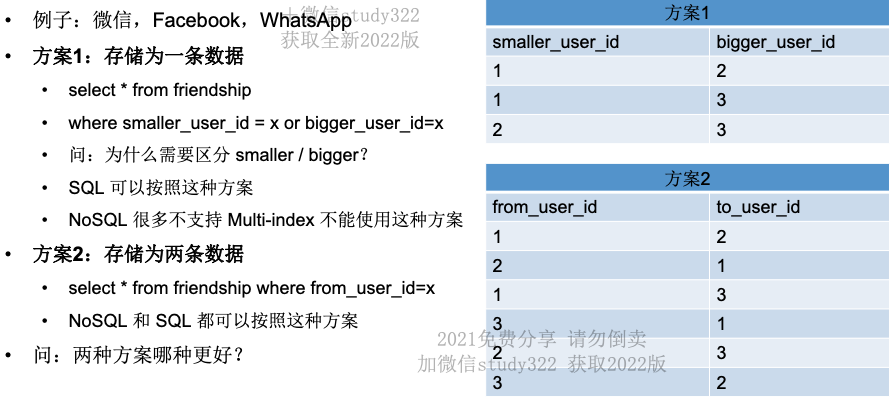 • 例子：微信，Facebook，WhatsApp
微信study322
获取全新2022版
• 方案1：存储为一条数据
• select * from friendship
• where smaller_user_id = x or bigger_user_id=x
• 问：为什么需要区分 smaller / bigger？
• SQL 可以按照这种方案
• NoSQL 很多不支持 Multi-index 不能使用这种方案
• 方案2：存储为两条数据
• select * from friendship where from_user_id=x
• NoSQL 和 SQL 都可以按照这种方案
• 问：两种方案哪种更好？
方案1
smaller_user_id bigger_user_id
1 2
1 3
2 3
方案2
from_user_id to_user_id
1 2
2 1
1 3
3 1
2 3
3 2
2021免费分享 请勿倒卖
加微信study322 获取2022版